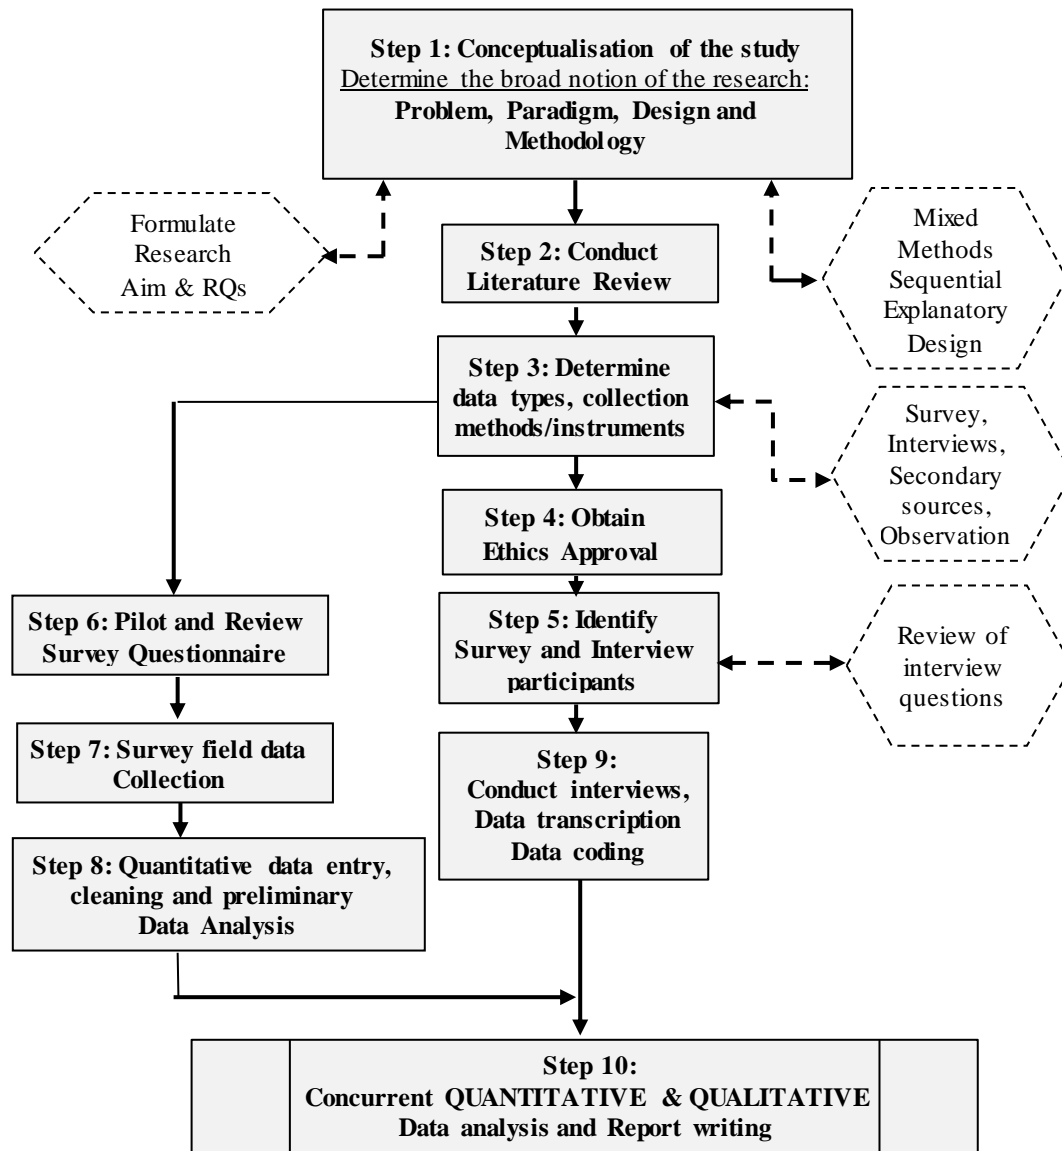 Step 1: Conceptualisation of the study
Determine the broad notion of the research:
Problem, Paradigm, Design and
Methodology
Formulate
Research
Aim & RQs
Mixed
Methods
Sequential
Explanatory
Design
Step 2: Conduct
Literature Review
Step 3: Determine
data types, collection
methods/instruments
Survey,
Interviews,
Secondary
sources,
Observation
Step 4: Obtain
Ethics Approval
Step 6: Pilot and Review
Survey Questionnaire
Step 5: Identify
Survey and Interview
participants
Review of
interview
questions
Step 7: Survey field data
Collection
Step 9:
Conduct interviews,
Data transcription
Data coding
Step 8: Quantitative data entry,
cleaning and preliminary
Data Analysis
Step 10:
Concurrent QUANTITATIVE & QUALITATIVE
Data analysis and Report writing